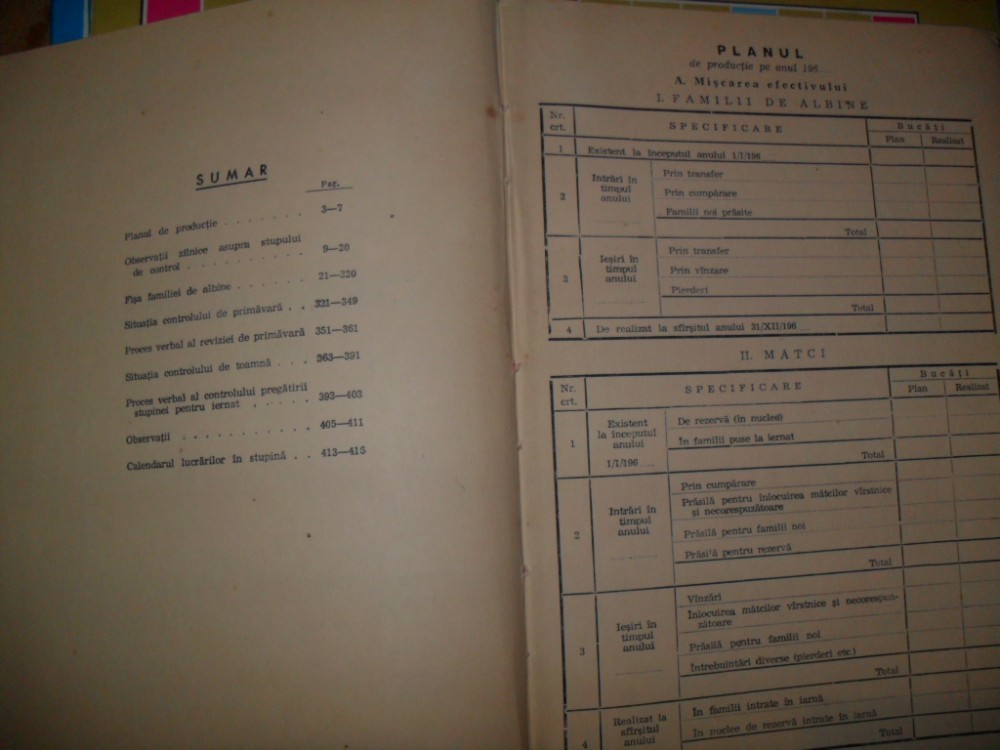 SUMAR
Pag.
Planul de producție . . . . . . . 3—7
Observații zilnice asupra stupului
de control . . . . . . . . . . 9—20
Fișa familiei de albine . . . . . . 21—320
Situația controlului de primăvară . . 321—349
Proces verbal al reviziei de primăvară 351—361
Situația controlului de toamnă . . . 363—391
Proces verbal al controlului pregătirii
stupinei pentru iernat . . . . . 393—403
Observații . . . . . . . . . . . 405—411
Calendarul lucrărilor în stupină . . 413—415
PLANUL
de producție pe anul 196
A. Mișcarea efectivului
I. FAMILII DE ALBINE
Nr. crt.
SPECIFICARE
Bucăți
Plan Realizat
1 Existent la începutul anului 1/I/196
2 Intrări în timpul anului
Prin transfer
Prin cumpărare
Familii noi prăsite
Total
3 Ieșiri în timpul anului
Prin transfer
Prin vînzare
Pierderi
Total
4 De realizat la sfîrșitul anului 31/XII/196
II. MATCI
Nr. crt.
SPECIFICARE
Bucăți
Plan Realizat
1 Existent la începutul anului 1/I/196
De rezervă (în nuclee)
În familii puse la iernat
Total
2 Intrări în timpul anului
Prin cumpărare
Prăsilă pentru înlocuirea mătcilor vîrstnice
și necorespuzătoare
Prăsilă pentru familii noi
Prăsilă pentru rezervă
Total
3 Ieșiri în timpul anului
Vînzări
Înlocuirea mătcilor vîrstnice și necorespun-
zătoare
Prăsilă pentru familii noi
Întrebuințări diverse (pierderi etc.)
Total
4 Realizat la sfîrșitul anului
În familii intrate în iarnă
În nuclee de rezervă intrate în iarnă
Total